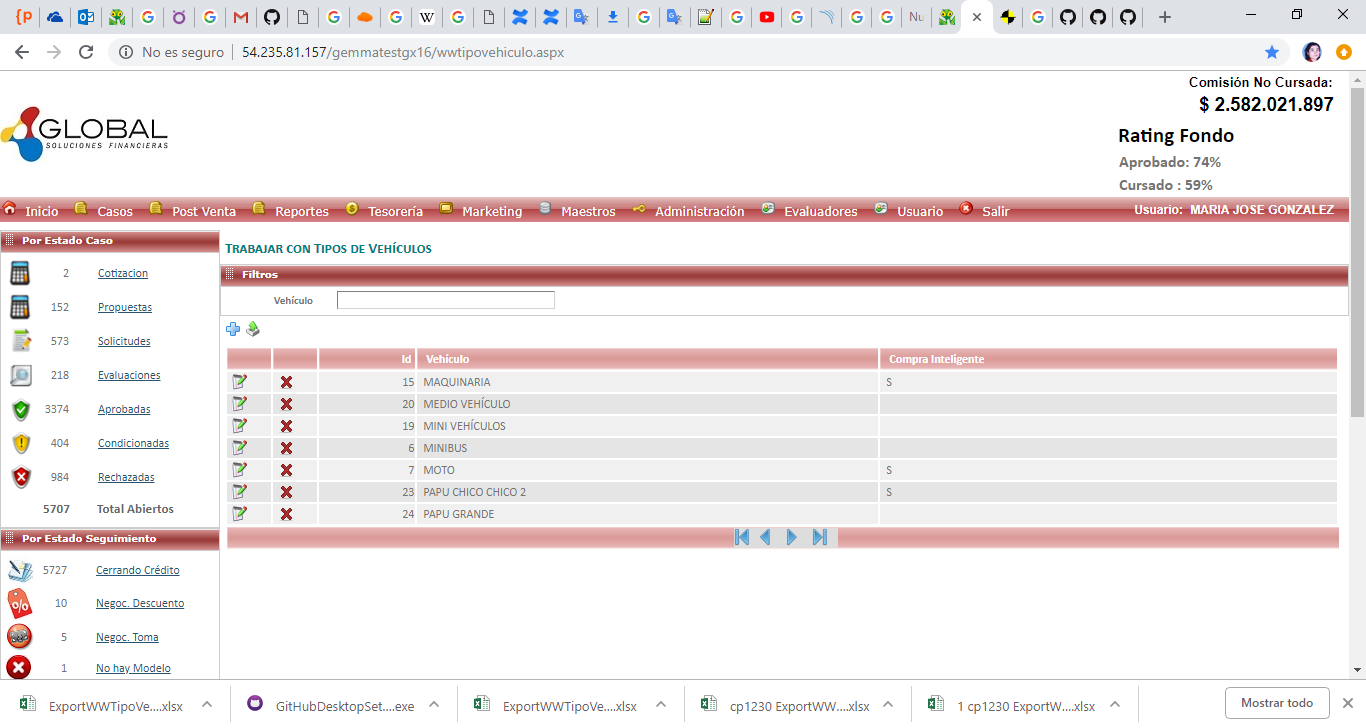 No es seguro 54.235.81.157/gemmatestgx16/wwtipovehiculo.aspx
Comisión No Cursada:
$ 2.582.021.897
GLOBAL
SOLUCIONES FINANCIERAS
Rating Fondo
Aprobado: 74%
Cursado : 59%
Inicio Casos Post Venta Reportes Tesorería Marketing Maestros Administración Evaluadores Usuario Salir Usuario: MARIA JOSE GONZALEZ
Por Estado Caso
2 Cotizacion
152 Propuestas
573 Solicitudes
218 Evaluaciones
3374 Aprobadas
404 Condicionadas
984 Rechazadas
5707 Total Abiertos
Por Estado Seguimiento
5727 Cerrando Crédito
10 Negoc. Descuento
5 Negoc. Toma
1 No hay Modelo
TRABAJAR CON TIPOS DE VEHÍCULOS
Filtros
Vehículo
Id Vehículo Compra Inteligente
15 MAQUINARIA S
20 MEDIO VEHÍCULO
19 MINI VEHÍCULOS
6 MINIBUS
7 MOTO S
23 PAPU CHICO CHICO 2 S
24 PAPU GRANDE
ExportWWTipoVe....xlsx GitHubDesktopSet....exe ExportWWTipoVe....xlsx cp1230 ExportWW....xlsx 1 cp1230 ExportW....xlsx Mostrar todo